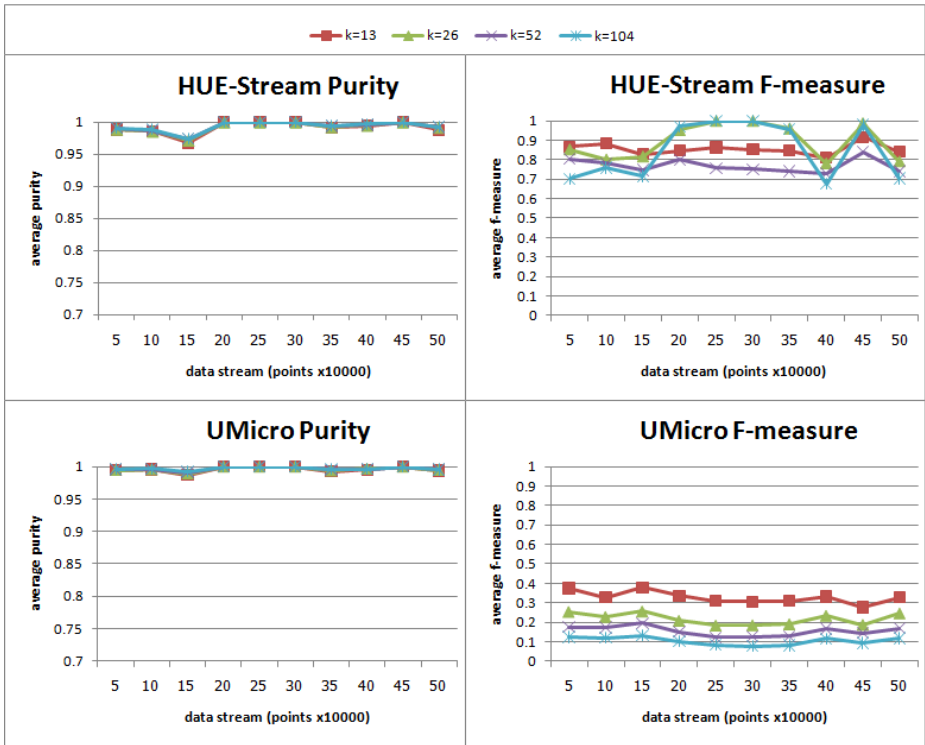 k=13 k=26 k=52 k=104
HUE-Stream Purity
1
0.95
0.9
0.85
0.8
0.75
0.7
average purity
5 10 15 20 25 30 35 40 45 50
data stream (points x10000)
HUE-Stream F-measure
1
0.9
0.8
0.7
0.6
0.5
0.4
0.3
0.2
0.1
0
average f-measure
5 10 15 20 25 30 35 40 45 50
data stream (points x10000)
UMicro Purity
1
0.95
0.9
0.85
0.8
0.75
0.7
average purity
5 10 15 20 25 30 35 40 45 50
data stream (points x10000)
UMicro F-measure
1
0.9
0.8
0.7
0.6
0.5
0.4
0.3
0.2
0.1
0
average f-measure
5 10 15 20 25 30 35 40 45 50
data stream (points x10000)